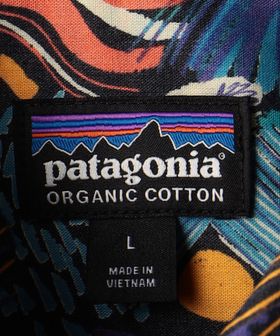 patagonia®
ORGANIC COTTON
L
MADE IN
VIETNAM